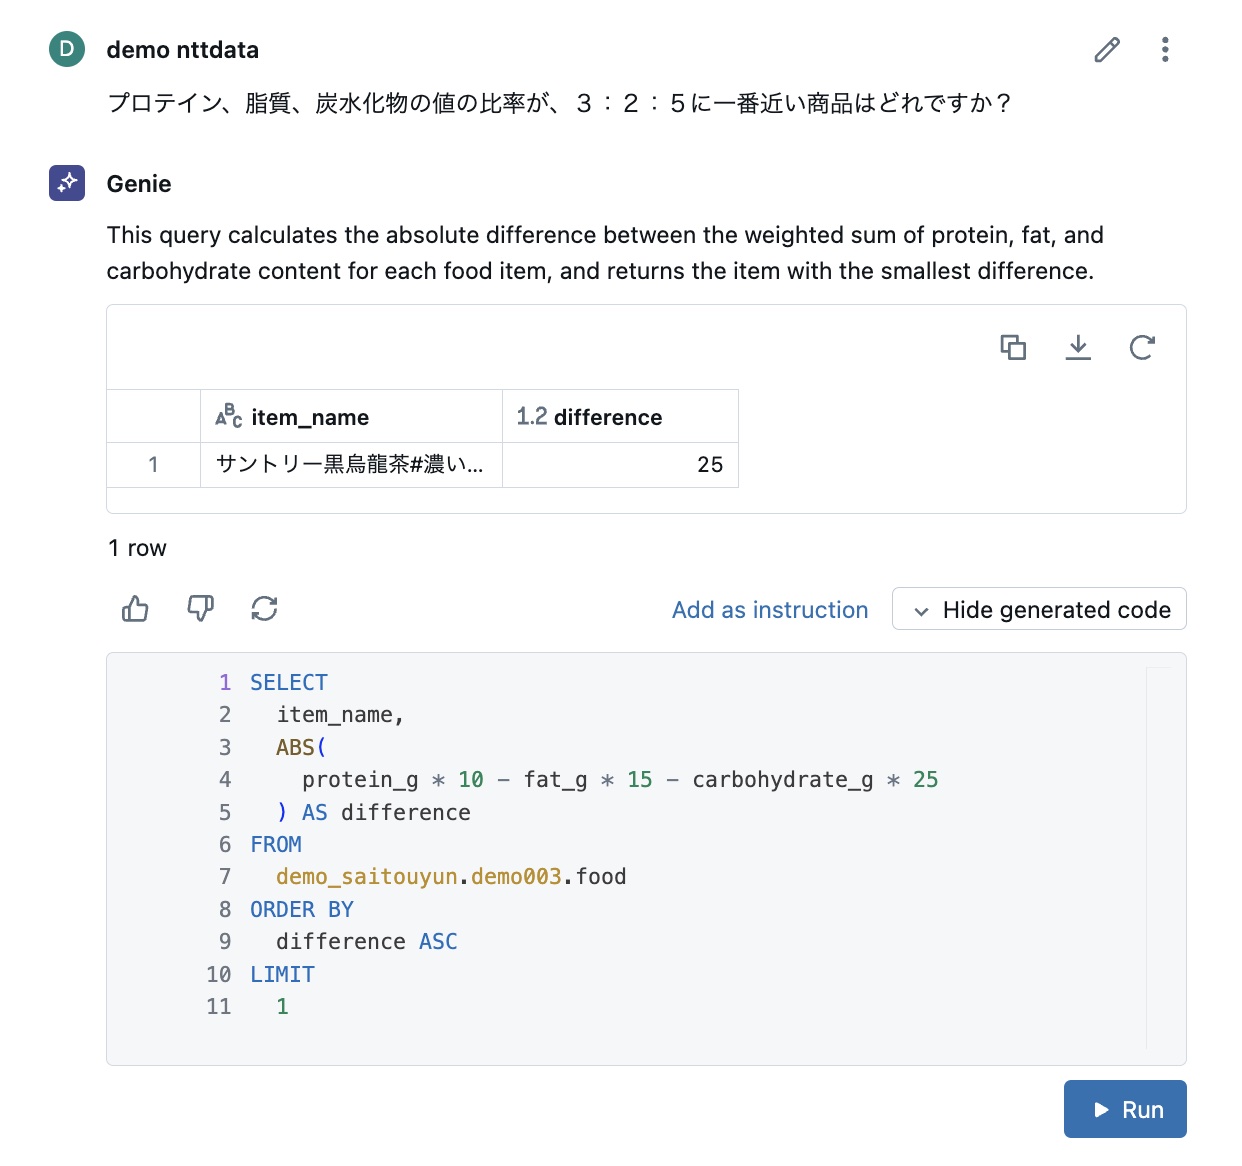 D demo nttdata
プロテイン、脂質、炭水化物の値の比率が、３：２：５に一番近い商品はどれですか？
Genie
This query calculates the absolute difference between the weighted sum of protein, fat, and
carbohydrate content for each food item, and returns the item with the smallest difference.
ABC item_name 1.2 difference
1 サントリー黒烏龍茶#濃い... 25
1 row
Add as instruction Hide generated code
1 SELECT
2 item_name,
3 ABS(
4 protein_g * 10 - fat_g * 15 - carbohydrate_g * 25
5 ) AS difference
6 FROM
7 demo_saitouyun.demo003.food
8 ORDER BY
9 difference ASC
10 LIMIT
11 1
Run